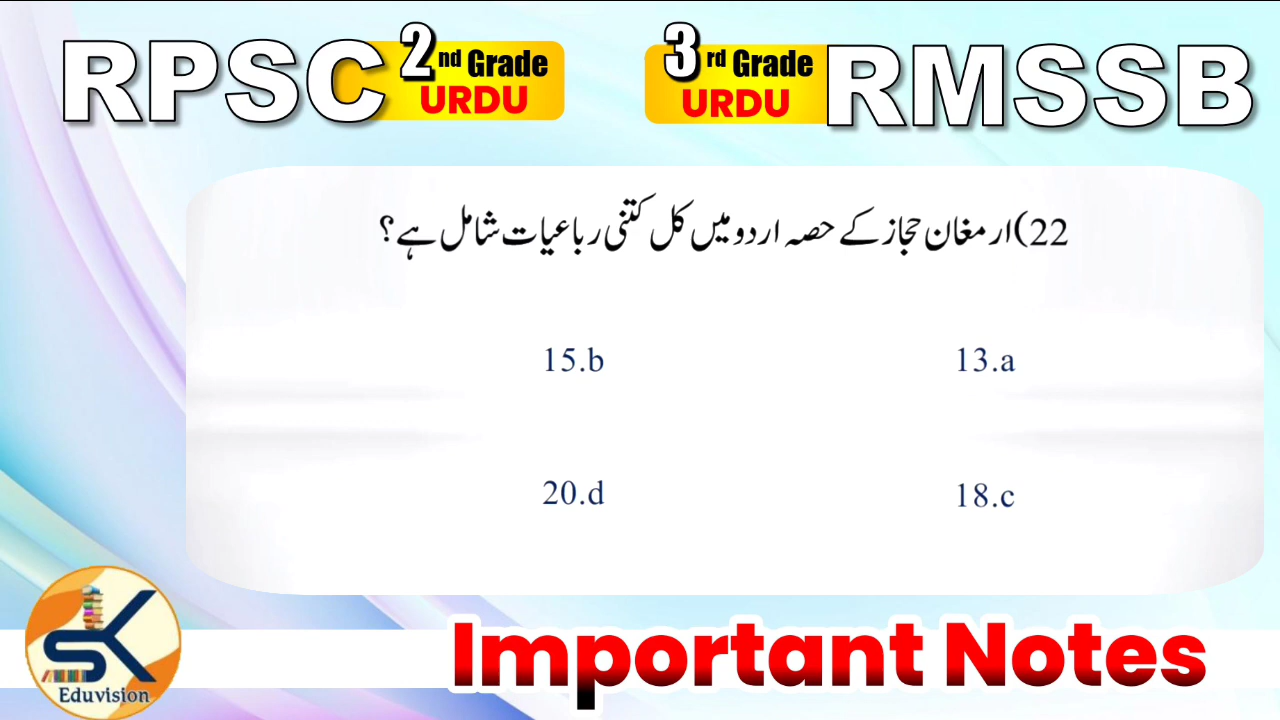 RPSC 2nd Grade URDU
3rd Grade URDU RMSSB
22)ارمغان حجاز کے حصہ اردو میں کل کتنی رباعیات شامل ہے؟
13.a
15.b
18.c
20.d
SK
Eduvision
Important Notes